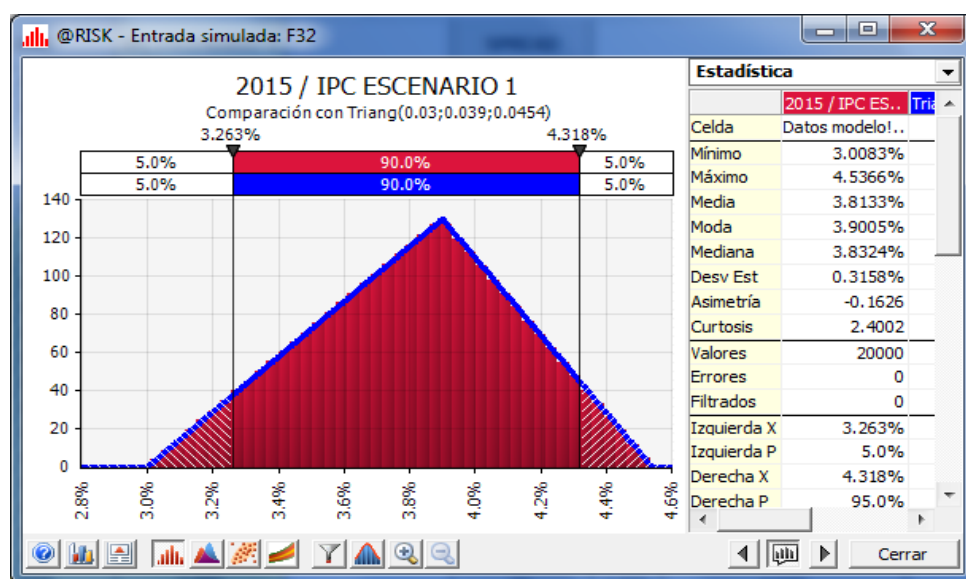 @RISK - Entrada simulada: F32
2015 / IPC ESCENARIO 1
Comparación con Triang(0.03;0.039;0.0454)
3.263% 4.318%
5.0% 90.0% 5.0%
5.0% 90.0% 5.0%
140
120
100
80
60
40
20
0
2.8% 3.0% 3.2% 3.4% 3.6% 3.8% 4.0% 4.2% 4.4% 4.6%
Estadística
2015 / IPC ES.. Tria
Celda Datos modelo!..
Mínimo 3.0083%
Máximo 4.5366%
Media 3.8133%
Moda 3.9005%
Mediana 3.8324%
Desv Est 0.3158%
Asimetría -0.1626
Curtosis 2.4002
Valores 20000
Errores 0
Filtrados 0
Izquierda X 3.263%
Izquierda P 5.0%
Derecha X 4.318%
Derecha P 95.0%
Cerrar